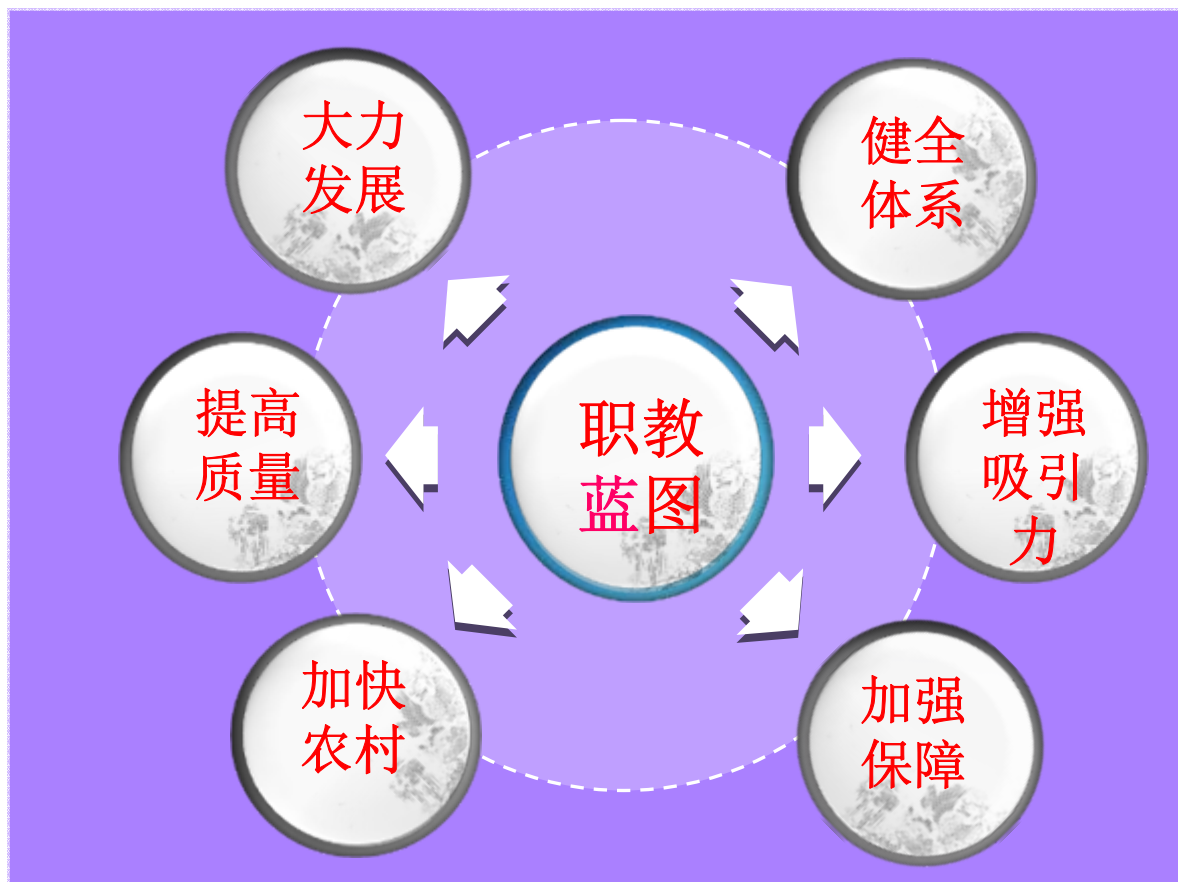 大力
发展
健全
体系
提高
质量
职教
蓝图
增强
吸引
力
加快
农村
加强
保障